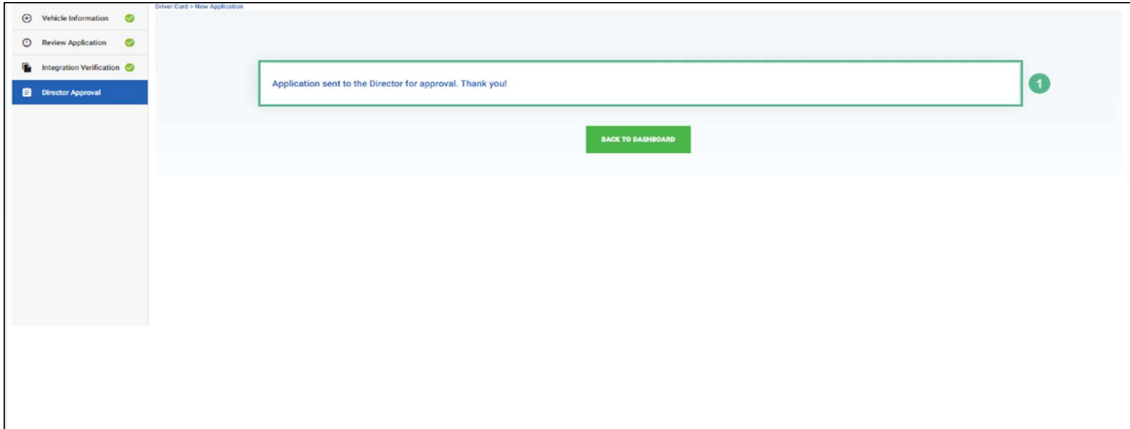 Driver Card > New Application
Vehicle Information
Review Application
Integration Verification
Director Approval
Application sent to the Director for approval. Thank you!
1
BACK TO DASHBOARD